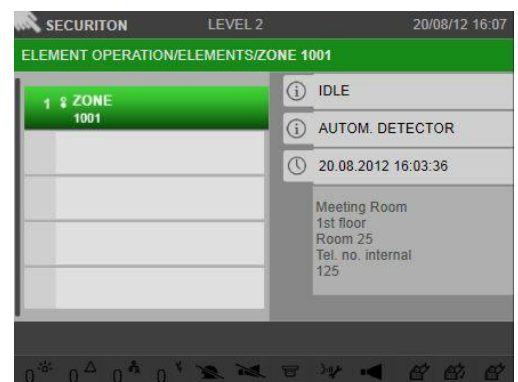 SECURITON LEVEL 2 20/08/12 16:07
ELEMENT OPERATION/ELEMENTS/ZONE 1001
1 ZONE
1001
IDLE
AUTOM. DETECTOR
20.08.2012 16:03:36
Meeting Room
1st floor
Room 25
Tel. no. internal
125
0 0 0 0